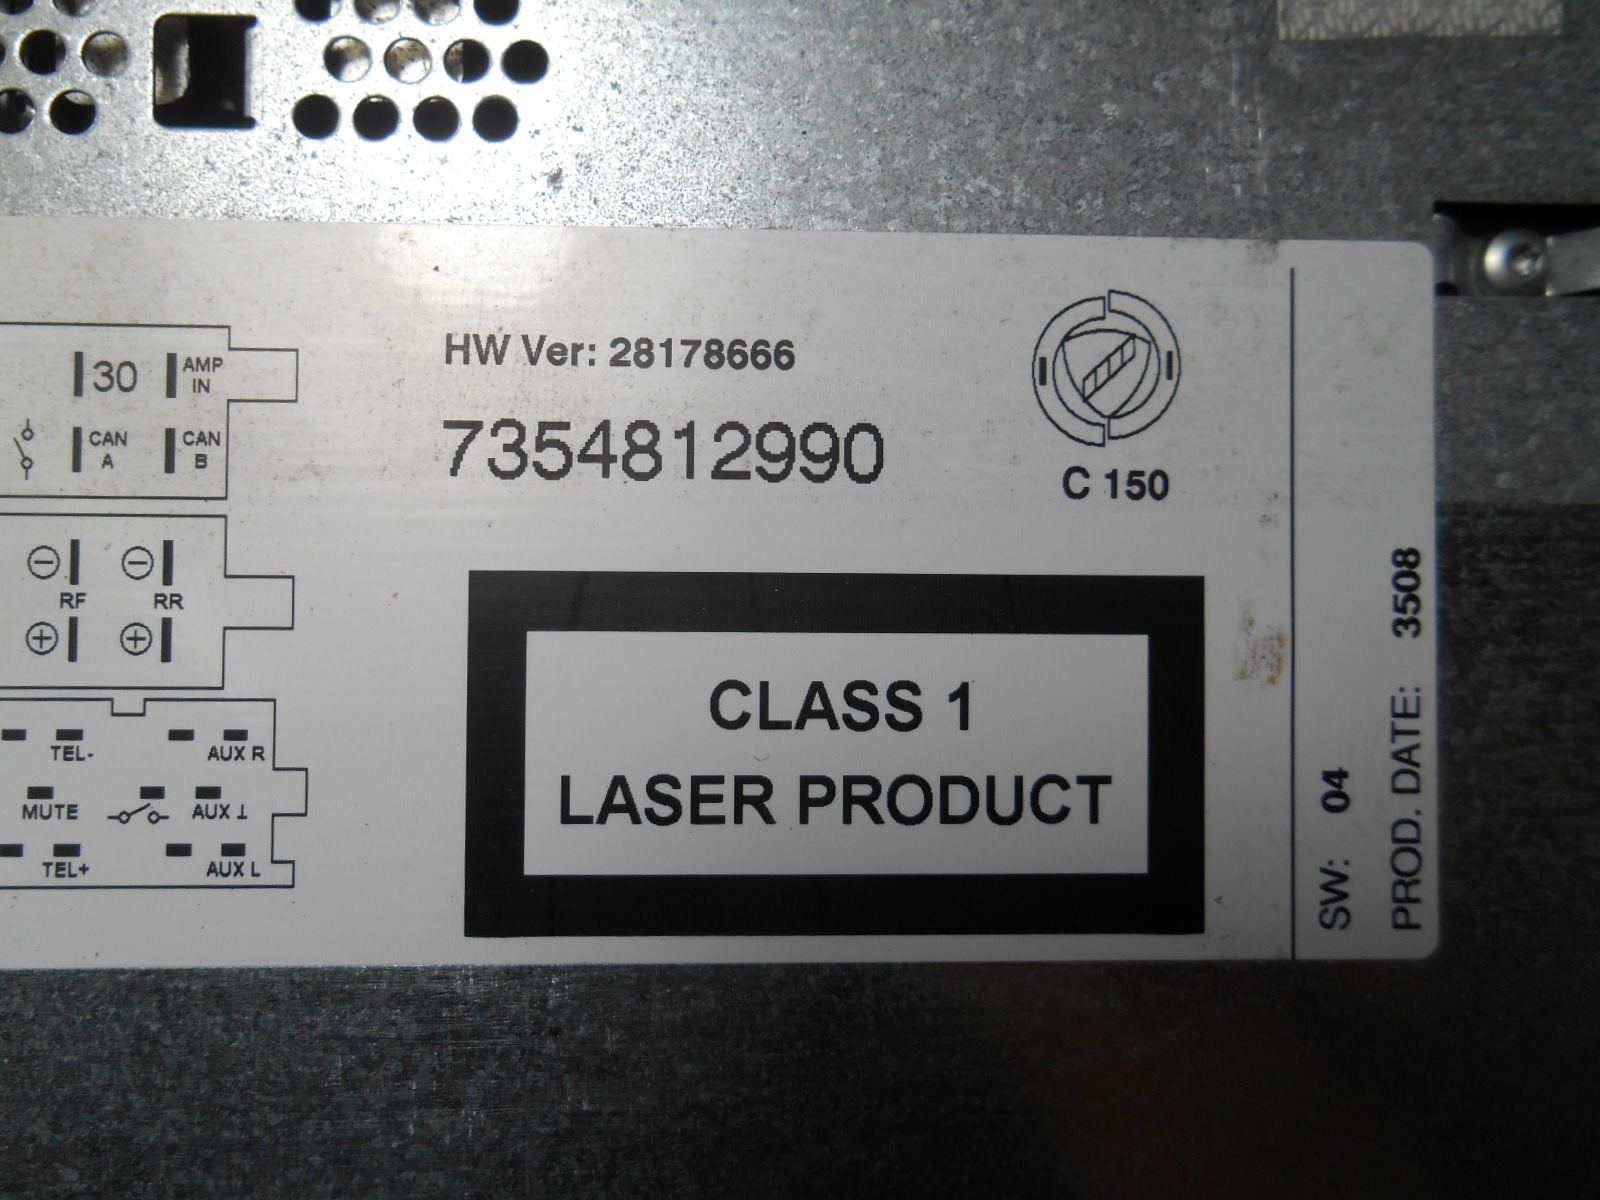 30 AMP IN
CAN A CAN B
RF RR
TEL- AUX R
MUTE AUX ⊥
TEL+ AUX L
HW Ver: 28178666
7354812990
C 150
CLASS 1
LASER PRODUCT
SW: 04
PROD. DATE: 3508